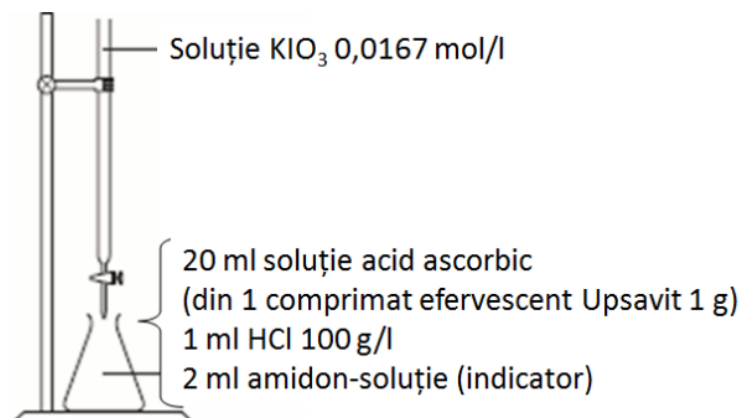 Soluție KIO₃ 0,0167 mol/l
20 ml soluție acid ascorbic
(din 1 comprimat efervescent Upsavit 1 g)
1 ml HCl 100 g/l
2 ml amidon-soluție (indicator)